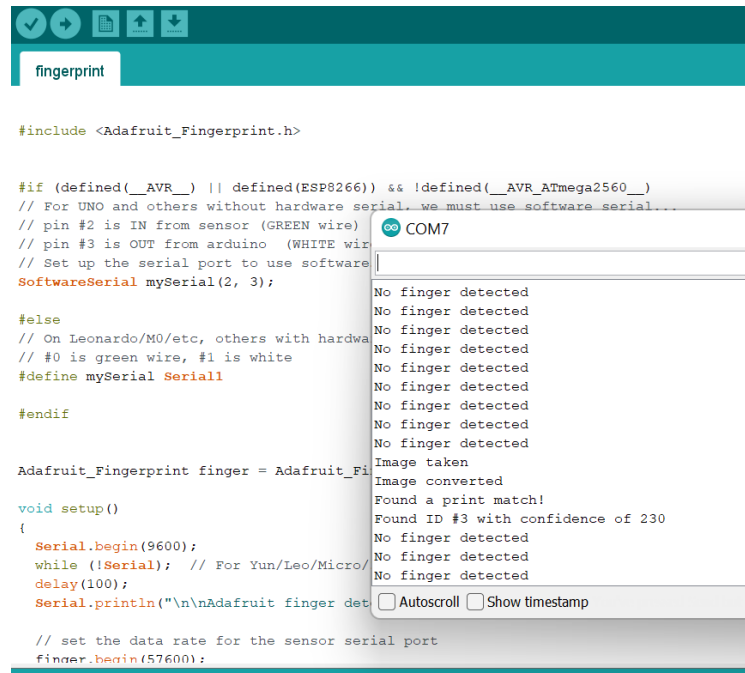 fingerprint
#include <Adafruit_Fingerprint.h>
#if (defined(__AVR__) || defined(ESP8266)) && !defined(__AVR_ATmega2560__)
// For UNO and others without hardware serial, we must use software serial...
// pin #2 is IN from sensor (GREEN wire)
// pin #3 is OUT from arduino  (WHITE wir
// Set up the serial port to use software
SoftwareSerial mySerial(2, 3);
#else
// On Leonardo/M0/etc, others with hardwa
// #0 is green wire, #1 is white
#define mySerial Serial1
#endif
Adafruit_Fingerprint finger = Adafruit_Fi
void setup()
{
  Serial.begin(9600);
  while (!Serial);  // For Yun/Leo/Micro/
  delay(100);
  Serial.println("\n\nAdafruit finger det
  // set the data rate for the sensor serial port
  finger.begin(57600);
COM7
No finger detected
No finger detected
No finger detected
No finger detected
No finger detected
No finger detected
No finger detected
No finger detected
No finger detected
Image taken
Image converted
Found a print match!
Found ID #3 with confidence of 230
No finger detected
No finger detected
No finger detected
Autoscroll Show timestamp